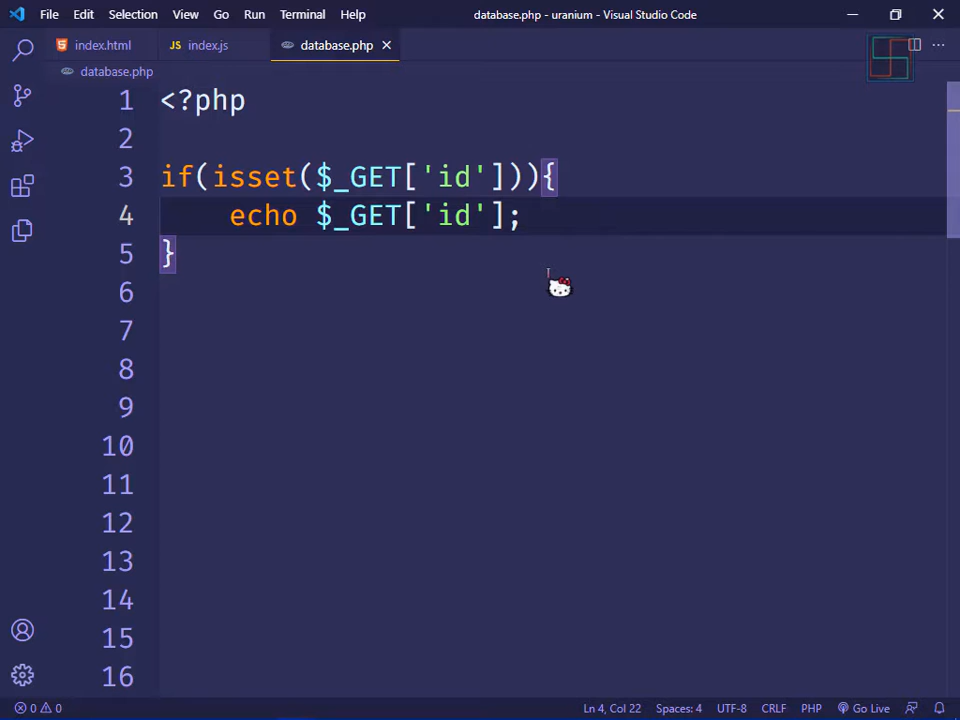 File Edit Selection View Go Run Terminal Help database.php - uranium - Visual Studio Code
index.html JS index.js database.php
database.php
1 <?php
2
3 if(isset($_GET['id'])){
4 echo $_GET['id'];
5 }
6
7
8
9
10
11
12
13
14
15
16
0 0 Ln 4, Col 22 Spaces: 4 UTF-8 CRLF PHP Go Live